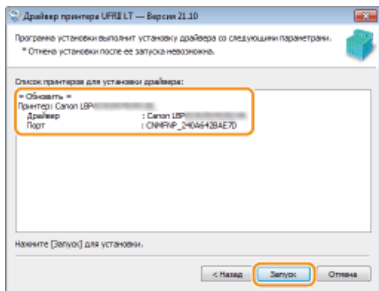 Драйвер принтера UFRII LT — Версия 21.10
Программа установки выполнит установку драйвера со следующими параметрами.
* Отмена установки после ее запуска невозможна.
Список принтеров для установки драйвера:
= Обновить =
Принтер: Canon LBP
Драйвер : Canon LBP
Порт : CNMFNP_240A642BAE7D
Нажмите [Запуск] для установки.
< Назад Запуск Отмена